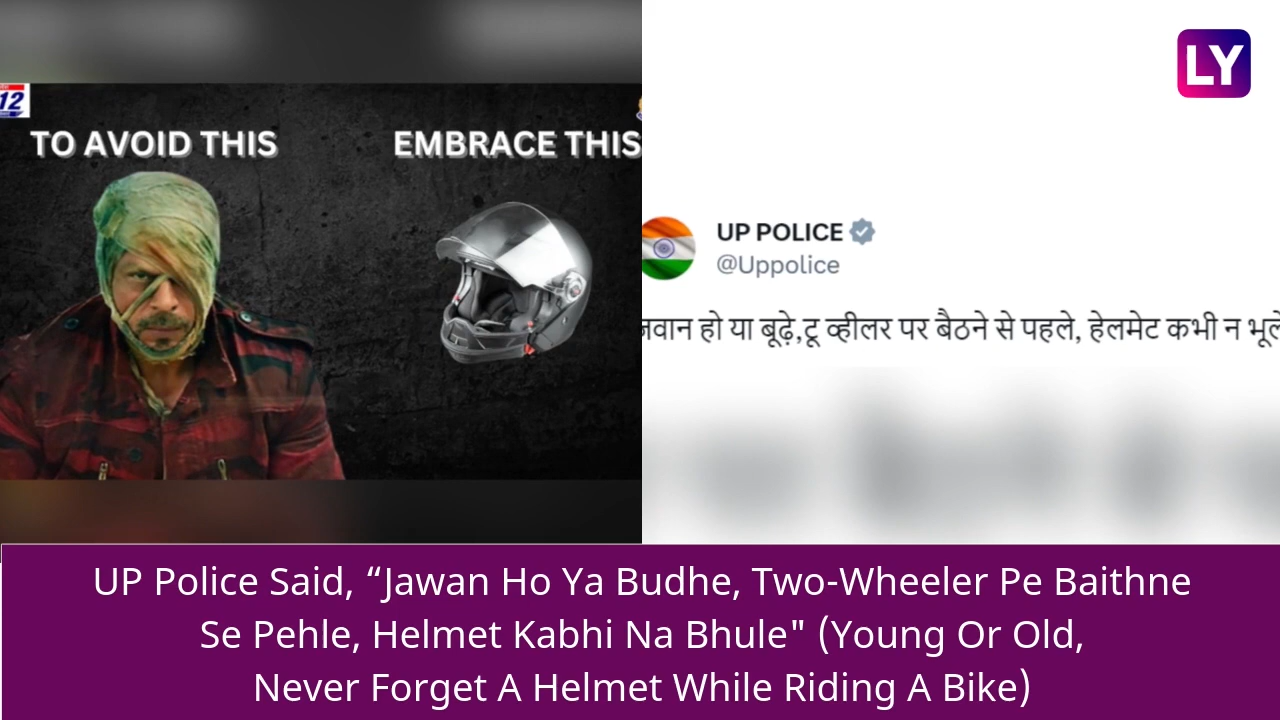 12
TO AVOID THIS
EMBRACE THIS
LY
UP POLICE
@Uppolice
जवान हो या बूढ़े,टू व्हीलर पर बैठने से पहले, हेलमेट कभी न भूले
UP Police Said, “Jawan Ho Ya Budhe, Two-Wheeler Pe Baithne
Se Pehle, Helmet Kabhi Na Bhule" (Young Or Old,
Never Forget A Helmet While Riding A Bike)